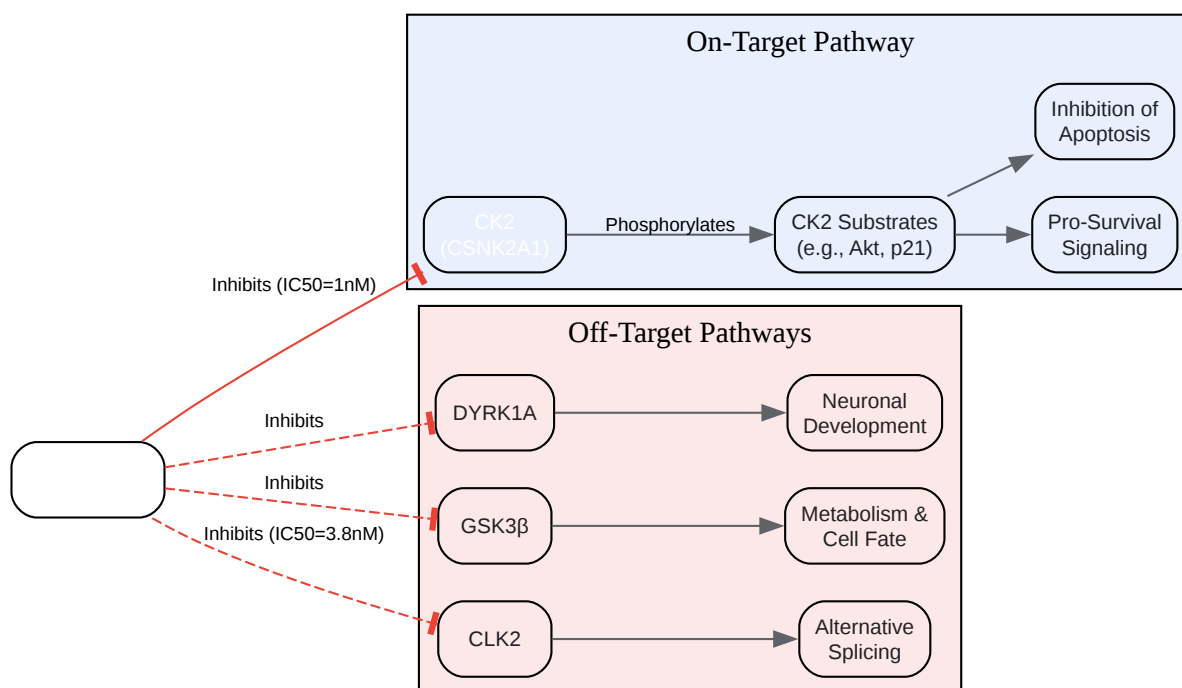 On-Target Pathway
Inhibition of
Apoptosis
CK2
(CSNK2A1)
Phosphorylates
CK2 Substrates
(e.g., Akt, p21)
Pro-Survival
Signaling
Inhibits (IC50=1nM)
Off-Target Pathways
DYRK1A
Neuronal
Development
Inhibits
Inhibits
GSK3β
Metabolism &
Cell Fate
Inhibits (IC50=3.8nM)
CLK2
Alternative
Splicing